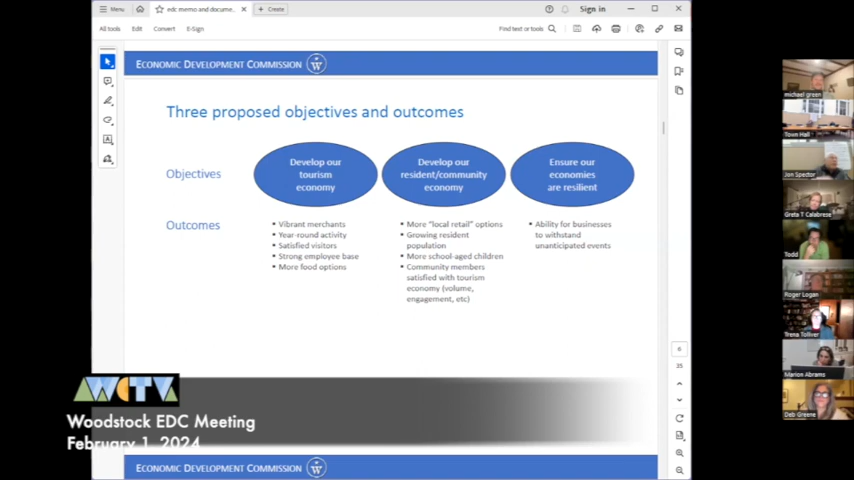 Menu
edc memo and docume...
Create
Sign in
All tools
Edit
Convert
E-Sign
Find text or tools
ECONOMIC DEVELOPMENT COMMISSION
W
Three proposed objectives and outcomes
Objectives
Develop our
tourism
economy
Develop our
resident/community
economy
Ensure our
economies
are resilient
Outcomes
▪ Vibrant merchants
▪ Year-round activity
▪ Satisfied visitors
▪ Strong employee base
▪ More food options
▪ More “local retail” options
▪ Growing resident
population
▪ More school-aged children
▪ Community members
satisfied with tourism
economy (volume,
engagement, etc)
▪ Ability for businesses
to withstand
unanticipated events
6
35
ECONOMIC DEVELOPMENT COMMISSION
W
WCTV
Woodstock EDC Meeting
February 1, 2024
michael green
Town Hall
Jon Spector
Greta T Calabrese
Todd
Roger Logan
Trena Tolliver
Marion Abrams
Deb Greene